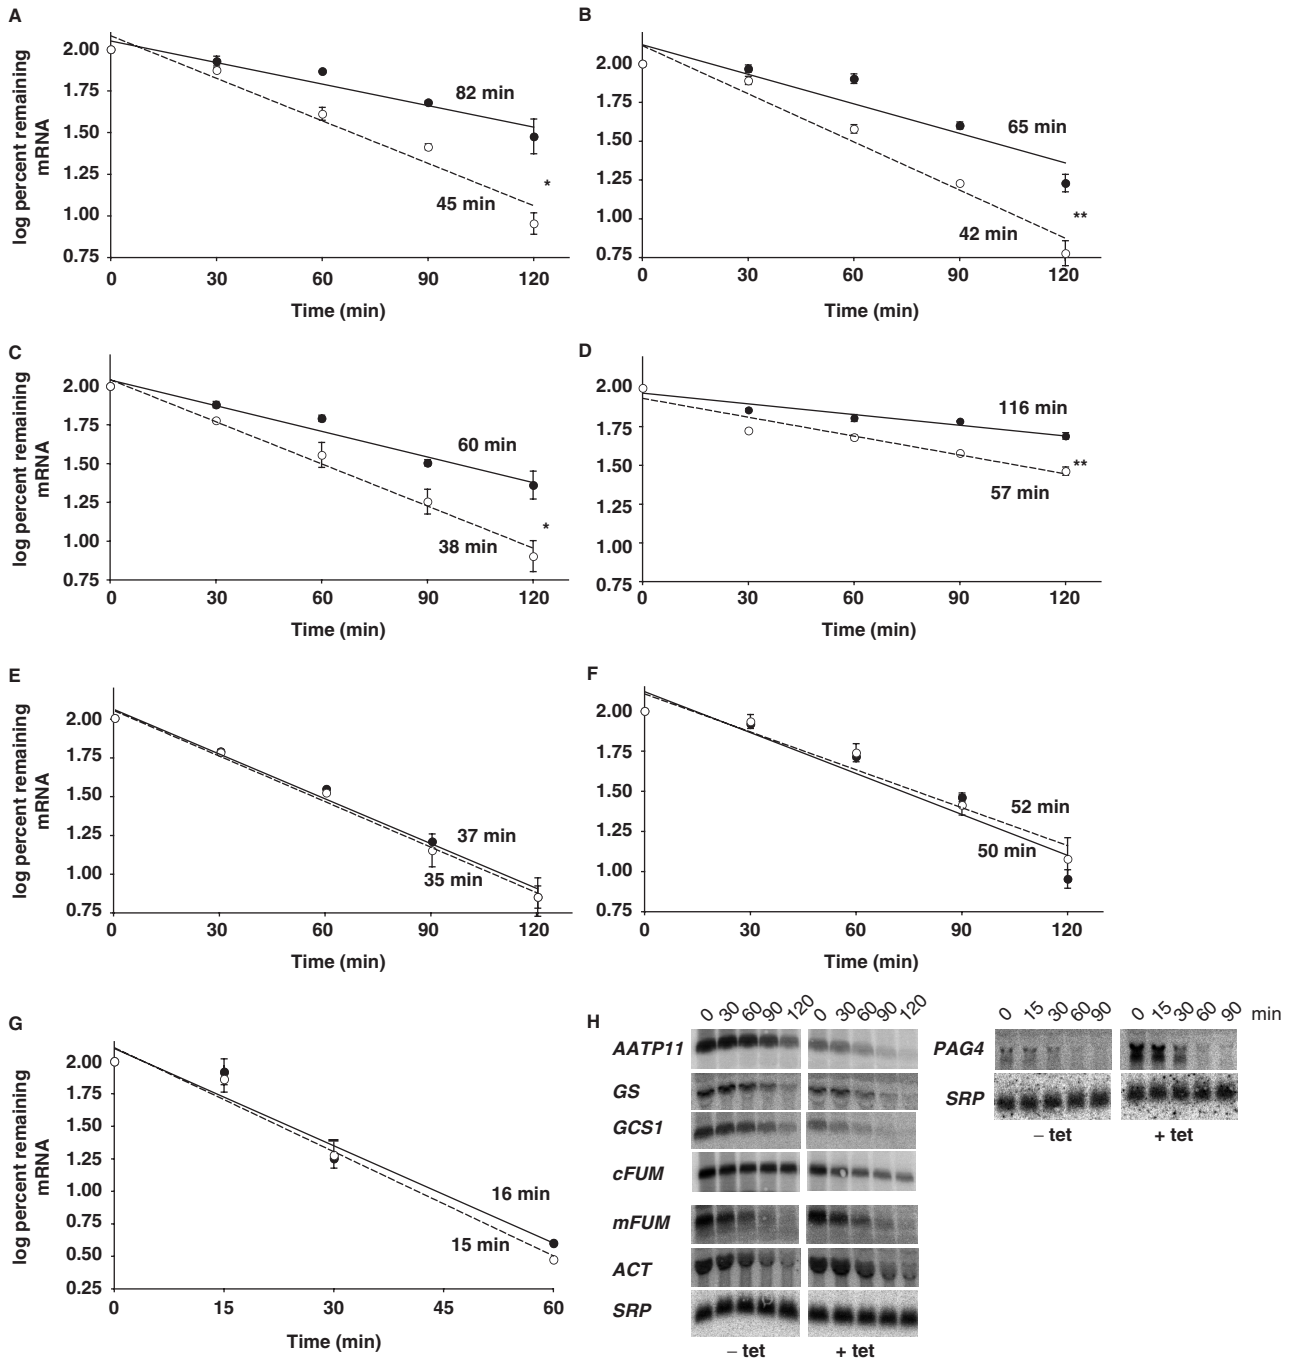 A
log percent remaining
mRNA
2.00
1.75
1.50
1.25
1.00
0.75
82 min
45 min
*
0 30 60 90 120
Time (min)
B
2.00
1.75
1.50
1.25
1.00
0.75
65 min
42 min
**
0 30 60 90 120
Time (min)
C
log percent remaining
mRNA
2.00
1.75
1.50
1.25
1.00
0.75
60 min
38 min
*
0 30 60 90 120
Time (min)
D
2.00
1.75
1.50
1.25
1.00
0.75
116 min
57 min
**
0 30 60 90 120
Time (min)
E
log percent remaining
mRNA
2.00
1.75
1.50
1.25
1.00
0.75
37 min
35 min
0 30 60 90 120
Time (min)
F
2.00
1.75
1.50
1.25
1.00
0.75
52 min
50 min
0 30 60 90 120
Time (min)
G
log percent remaining
mRNA
2.00
1.75
1.50
1.25
1.00
0.75
0.50
0.25
16 min
15 min
0 15 30 45 60
Time (min)
H
0 30 60 90 120 0 30 60 90 120
AATP11
GS
GCS1
cFUM
mFUM
ACT
SRP
– tet + tet
0 15 30 60 90 0 15 30 60 90 min
PAG4
SRP
– tet + tet